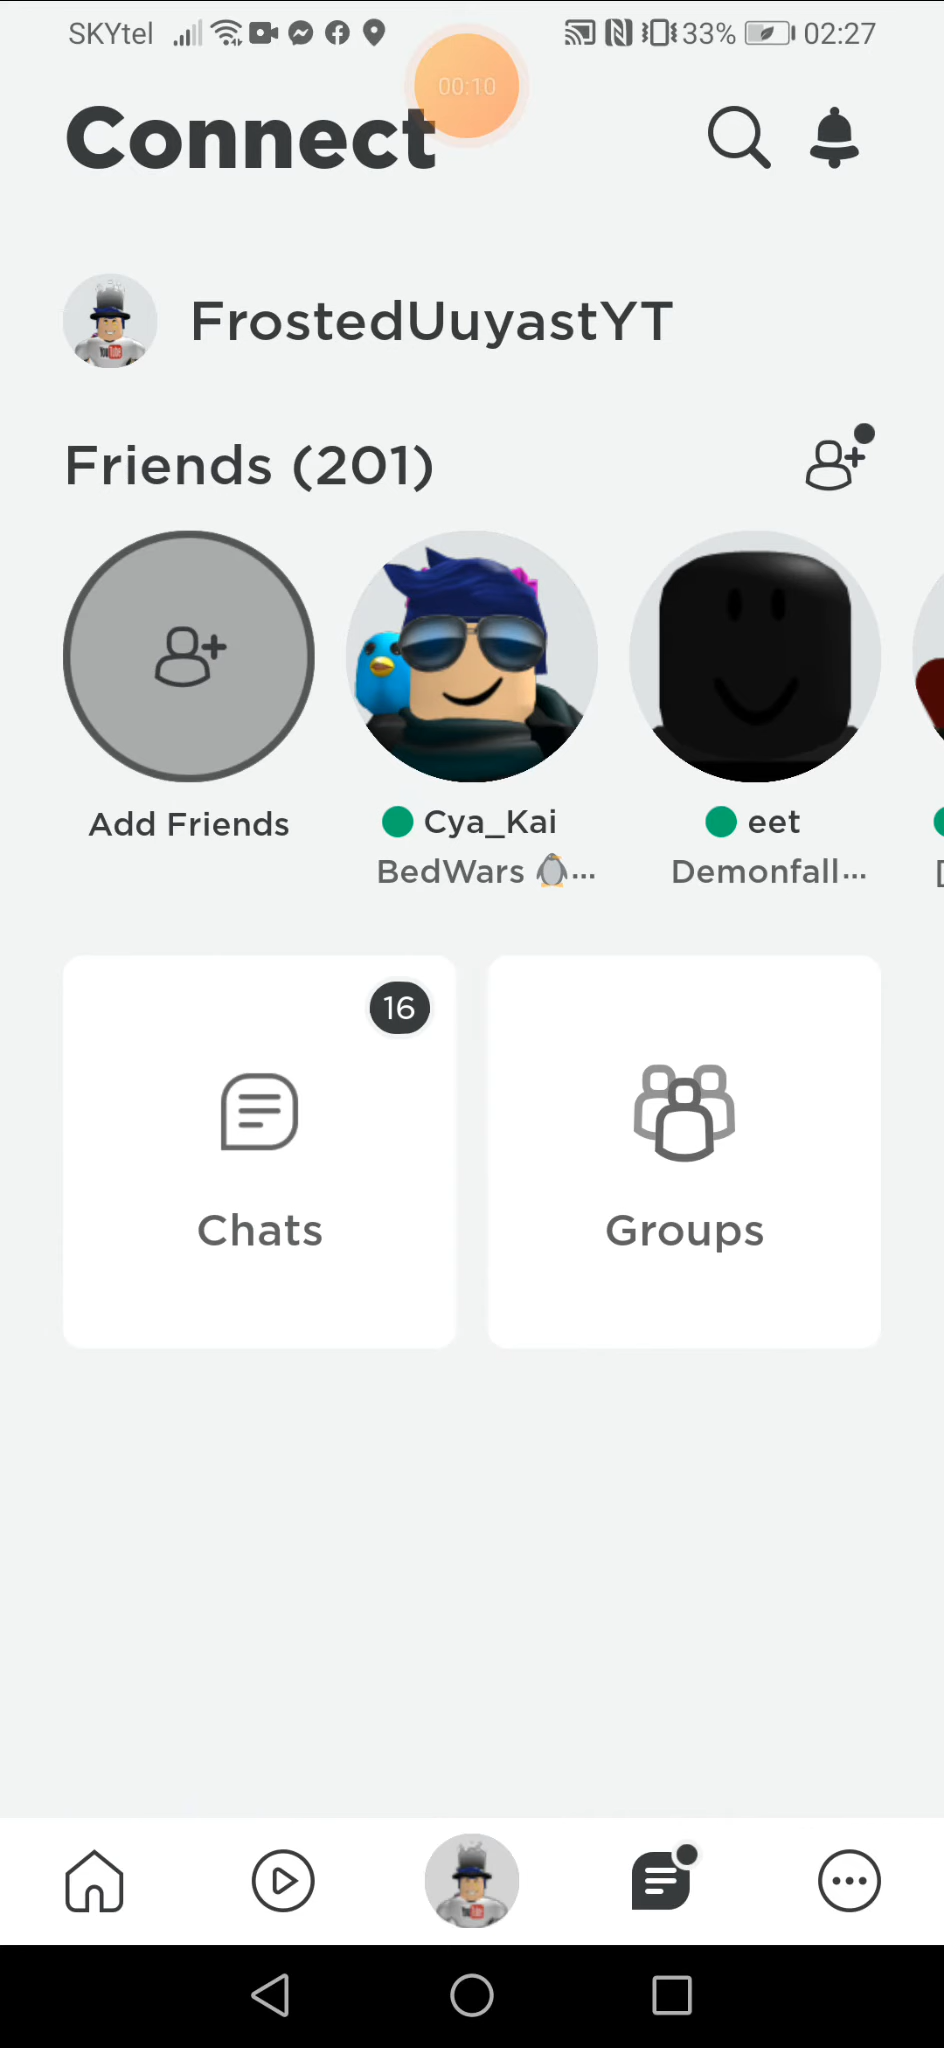 SKYtel 33% 02:27
00:10
Connect
FrostedUuyastYT
Friends (201)
Add Friends
Cya_Kai
BedWars 🐧...
eet
Demonfall...
16
Chats
Groups